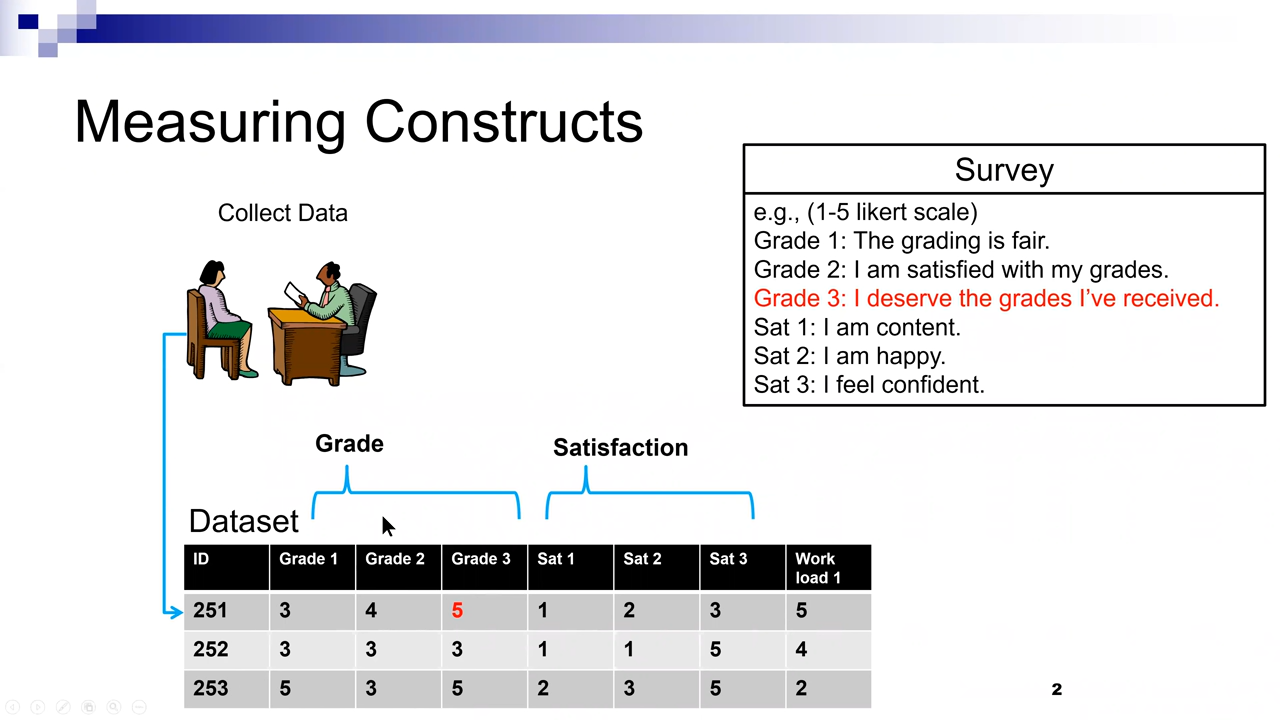 Measuring Constructs
Collect Data
Survey
e.g., (1-5 likert scale)
Grade 1: The grading is fair.
Grade 2: I am satisfied with my grades.
Grade 3: I deserve the grades I’ve received.
Sat 1: I am content.
Sat 2: I am happy.
Sat 3: I feel confident.
Grade
Satisfaction
Dataset
ID Grade 1 Grade 2 Grade 3 Sat 1 Sat 2 Sat 3 Work load 1
251 3 4 5 1 2 3 5
252 3 3 3 1 1 5 4
253 5 3 5 2 3 5 2
2